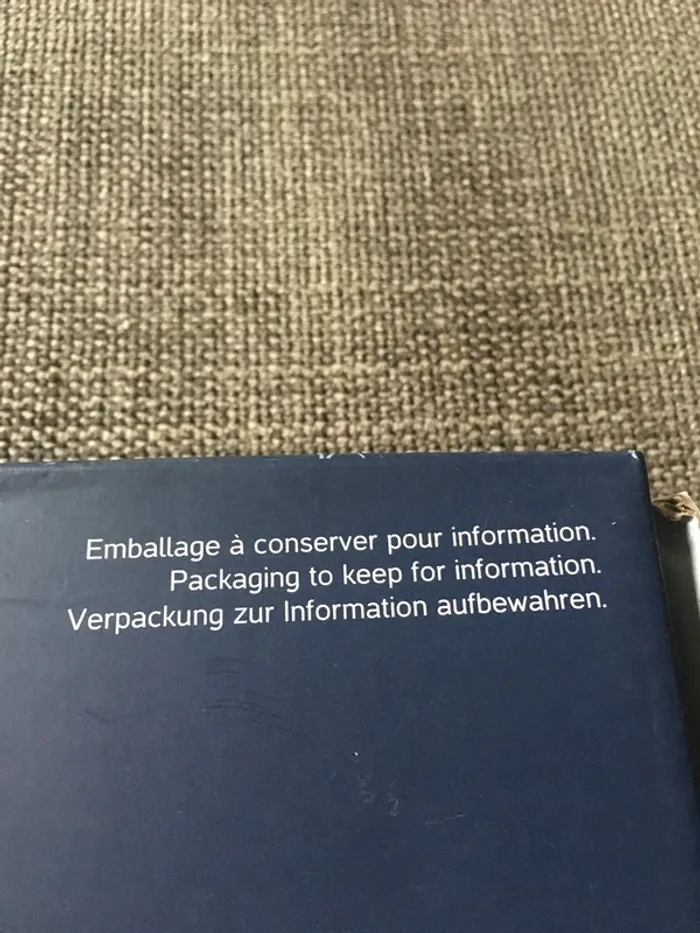 Emballage à conserver pour information.
Packaging to keep for information.
Verpackung zur Information aufbewahren.